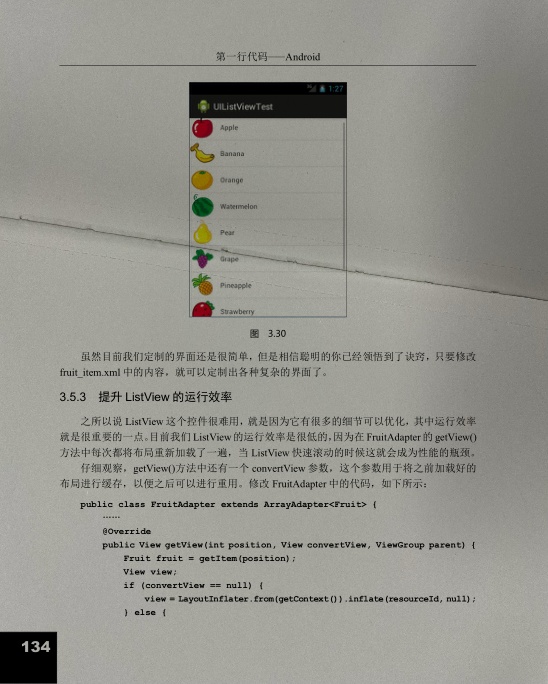 第一行代码——Android
1:27
UIListViewTest
Apple
Banana
Orange
Watermelon
Pear
Grape
Pineapple
Strawberry
图 3.30
虽然目前我们定制的界面还是很简单，但是相信聪明的你已经领悟到了诀窍，只要修改
fruit_item.xml 中的内容，就可以定制出各种复杂的界面了。
3.5.3 提升 ListView 的运行效率
之所以说 ListView 这个控件很难用，就是因为它有很多的细节可以优化，其中运行效率
就是很重要的一点。目前我们 ListView 的运行效率是很低的，因为在 FruitAdapter 的 getView()
方法中每次都将布局重新加载了一遍，当 ListView 快速滚动的时候这就会成为性能的瓶颈。
仔细观察，getView()方法中还有一个 convertView 参数，这个参数用于将之前加载好的
布局进行缓存，以便之后可以进行重用。修改 FruitAdapter 中的代码，如下所示：
public class FruitAdapter extends ArrayAdapter<Fruit> {
……
@Override
public View getView(int position, View convertView, ViewGroup parent) {
Fruit fruit = getItem(position);
View view;
if (convertView == null) {
view = LayoutInflater.from(getContext()).inflate(resourceId, null);
} else {
134